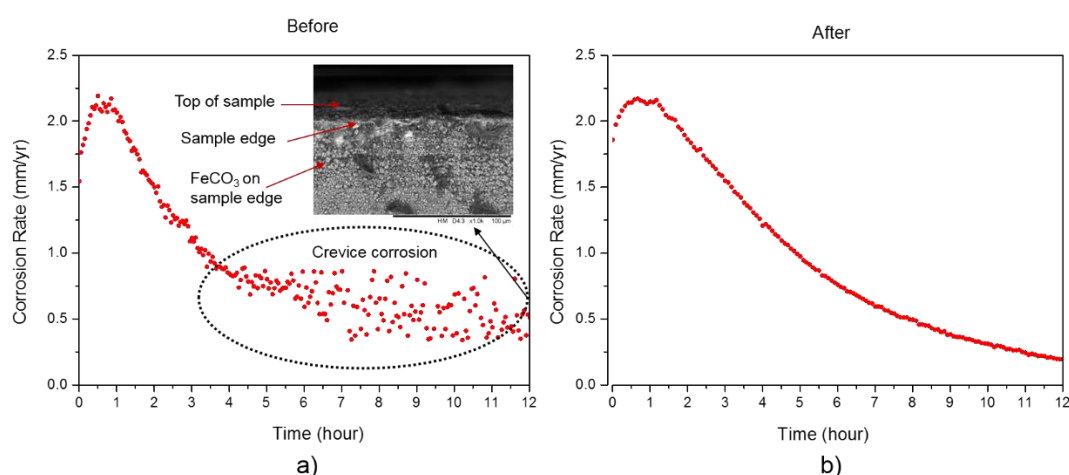 Before
2.5
2.0
1.5
1.0
0.5
0.0
Corrosion Rate (mm/yr)
Top of sample
Sample edge
FeCO₃ on
sample edge
HM D4.3 x1.0k 100 µm
Crevice corrosion
0 1 2 3 4 5 6 7 8 9 10 11 12
Time (hour)
a)
After
2.5
2.0
1.5
1.0
0.5
0.0
Corrosion Rate (mm/yr)
0 1 2 3 4 5 6 7 8 9 10 11 12
Time (hour)
b)